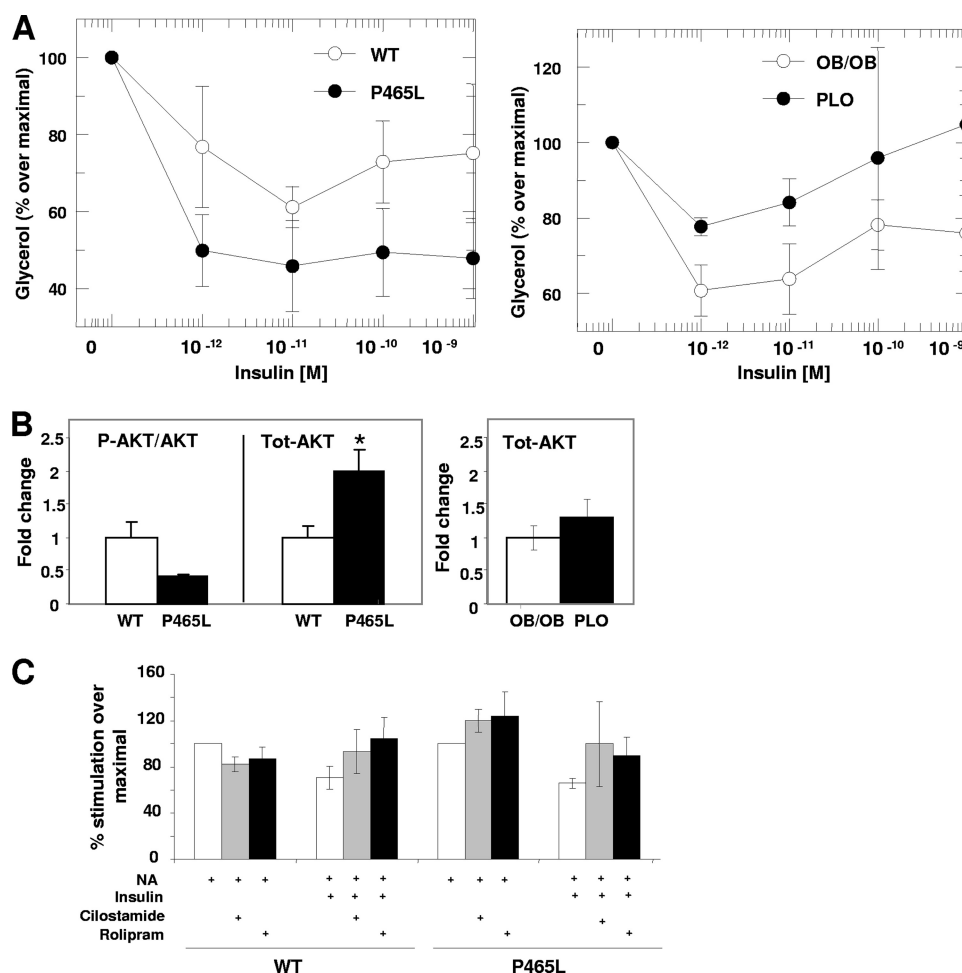 A
Glycerol (% over maximal)
100
80
60
40
WT
P465L
0 10-12 10-11 10-10 10-9
Insulin [M]
Glycerol (% over maximal)
120
100
80
60
OB/OB
PLO
0 10-12 10-11 10-10 10-9
Insulin [M]
B
Fold change
2.5
2
1.5
1
0.5
0
P-AKT/AKT
Tot-AKT
*
WT P465L WT P465L
Fold change
2.5
2
1.5
1
0.5
0
Tot-AKT
OB/OB PLO
C
% stimulation over
maximal
160
120
80
40
0
NA + + + + + + + + + + + +
Insulin + + + + + +
Cilostamide + + + +
Rolipram + + + +
WT P465L